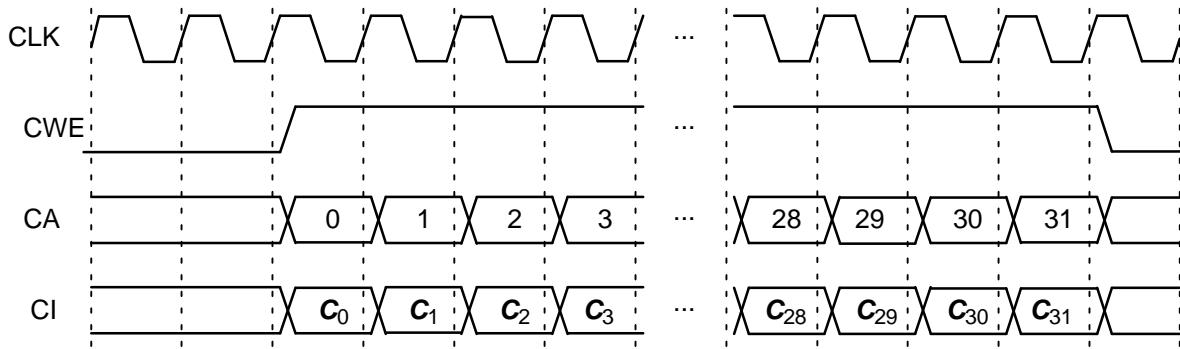 CLK ...
CWE ...
CA 0 1 2 3 ... 28 29 30 31
CI C0 C1 C2 C3 ... C28 C29 C30 C31